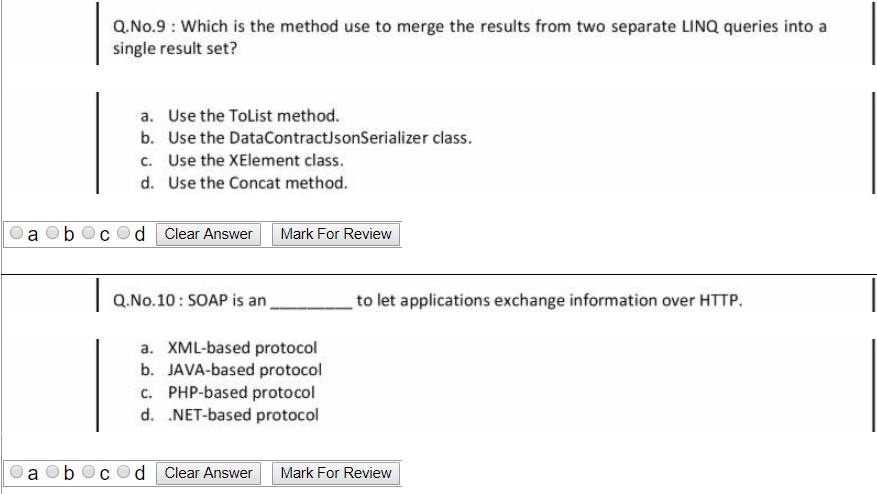 Q.No.9 : Which is the method use to merge the results from two separate LINQ queries into a
single result set?
a. Use the ToList method.
b. Use the DataContractJsonSerializer class.
c. Use the XElement class.
d. Use the Concat method.
a b c d Clear Answer Mark For Review
Q.No.10 : SOAP is an _________ to let applications exchange information over HTTP.
a. XML-based protocol
b. JAVA-based protocol
c. PHP-based protocol
d. .NET-based protocol
a b c d Clear Answer Mark For Review